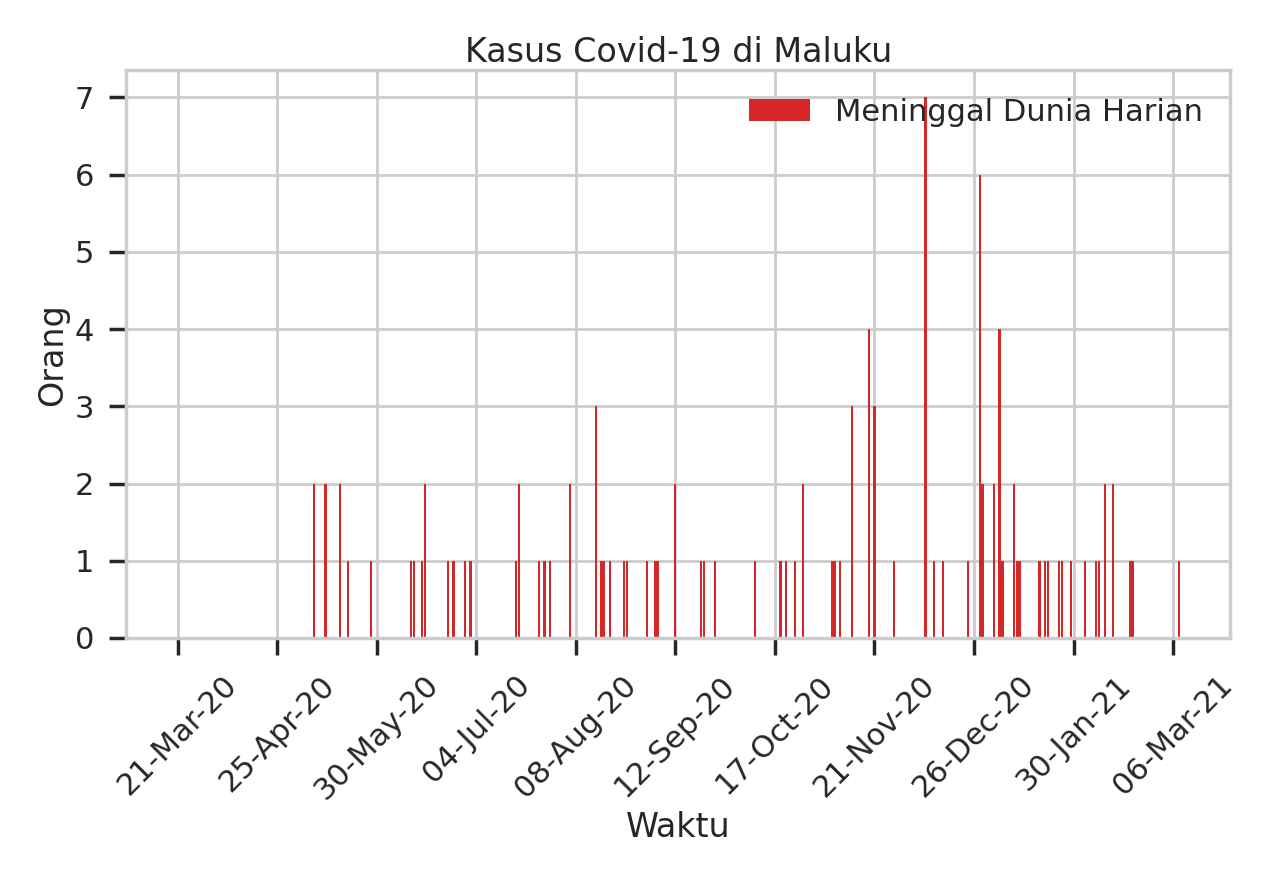 Kasus Covid-19 di Maluku
Meninggal Dunia Harian
7
6
5
4
3
2
1
0
Orang
21-Mar-20
25-Apr-20
30-May-20
04-Jul-20
08-Aug-20
12-Sep-20
17-Oct-20
21-Nov-20
26-Dec-20
30-Jan-21
06-Mar-21
Waktu